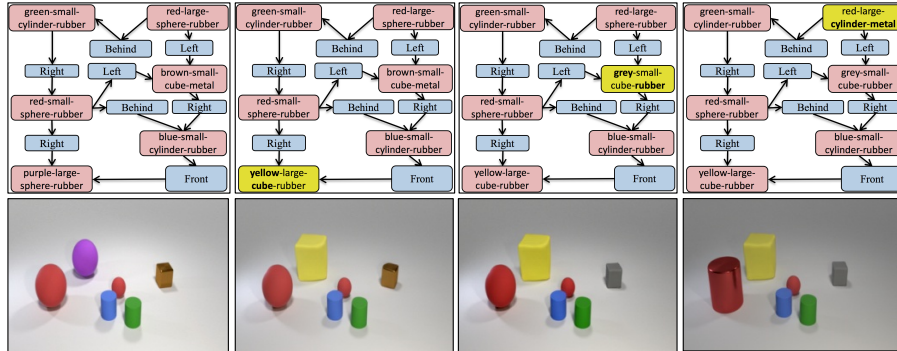 green-small-
cylinder-rubber
red-large-
sphere-rubber
Behind
Left
Right
Left
brown-small-
cube-metal
red-small-
sphere-rubber
Behind
Right
Right
blue-small-
cylinder-rubber
purple-large-
sphere-rubber
Front
green-small-
cylinder-rubber
red-large-
sphere-rubber
Behind
Left
Right
Left
brown-small-
cube-metal
red-small-
sphere-rubber
Behind
Right
Right
blue-small-
cylinder-rubber
yellow-large-
cube-rubber
Front
green-small-
cylinder-rubber
red-large-
sphere-rubber
Behind
Left
Right
Left
grey-small-
cube-rubber
red-small-
sphere-rubber
Behind
Right
Right
blue-small-
cylinder-rubber
yellow-large-
cube-rubber
Front
green-small-
cylinder-rubber
red-large-
cylinder-metal
Behind
Left
Right
Left
grey-small-
cube-rubber
red-small-
sphere-rubber
Behind
Right
Right
blue-small-
cylinder-rubber
yellow-large-
cube-rubber
Front